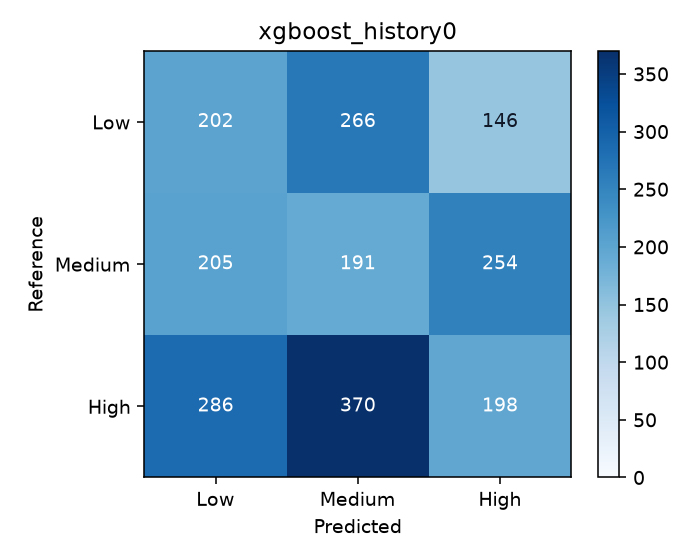 xgboost_history0
Low 202 266 146
Medium 205 191 254
High 286 370 198
Low Medium High
Predicted
Reference
350
300
250
200
150
100
50
0